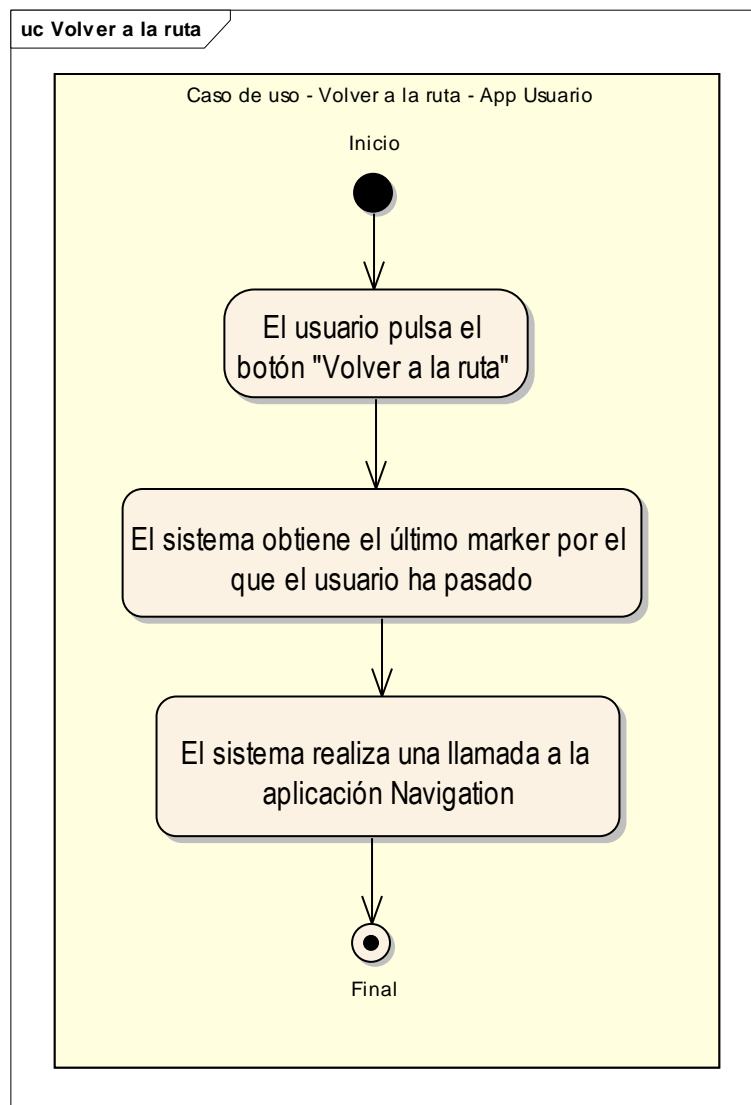 uc Volver a la ruta
Caso de uso - Volver a la ruta - App Usuario
Inicio
El usuario pulsa el
botón "Volver a la ruta"
El sistema obtiene el último marker por el
que el usuario ha pasado
El sistema realiza una llamada a la
aplicación Navigation
Final